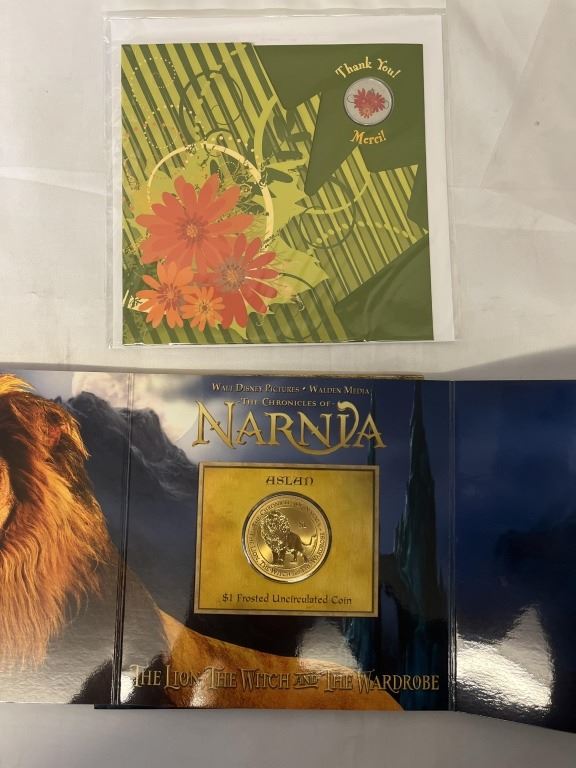 Thank You!
Merci!
WALT DISNEY PICTURES • WALDEN MEDIA
THE CHRONICLES OF
NARNIA
ASLAN
$1
$1 FROSTED UNCIRCULATED COIN
THE LION, THE WITCH AND THE WARDROBE